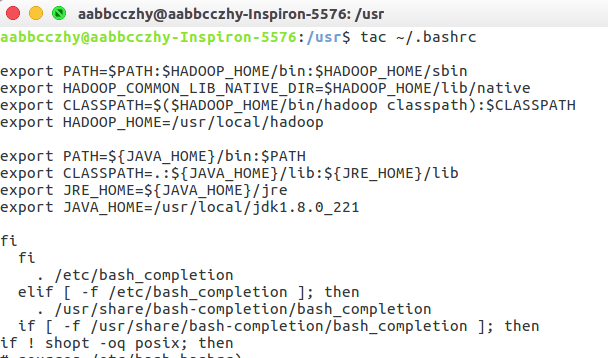 aabbcczhy@aabbcczhy-Inspiron-5576: /usr
aabbcczhy@aabbcczhy-Inspiron-5576:/usr$ tac ~/.bashrc
export PATH=$PATH:$HADOOP_HOME/bin:$HADOOP_HOME/sbin
export HADOOP_COMMON_LIB_NATIVE_DIR=$HADOOP_HOME/lib/native
export CLASSPATH=$($HADOOP_HOME/bin/hadoop classpath):$CLASSPATH
export HADOOP_HOME=/usr/local/hadoop
export PATH=${JAVA_HOME}/bin:$PATH
export CLASSPATH=.:${JAVA_HOME}/lib:${JRE_HOME}/lib
export JRE_HOME=${JAVA_HOME}/jre
export JAVA_HOME=/usr/local/jdk1.8.0_221
fi
  fi
    . /etc/bash_completion
  elif [ -f /etc/bash_completion ]; then
    . /usr/share/bash-completion/bash_completion
  if [ -f /usr/share/bash-completion/bash_completion ]; then
if ! shopt -oq posix; then
# sources /etc/bash.bashrc)